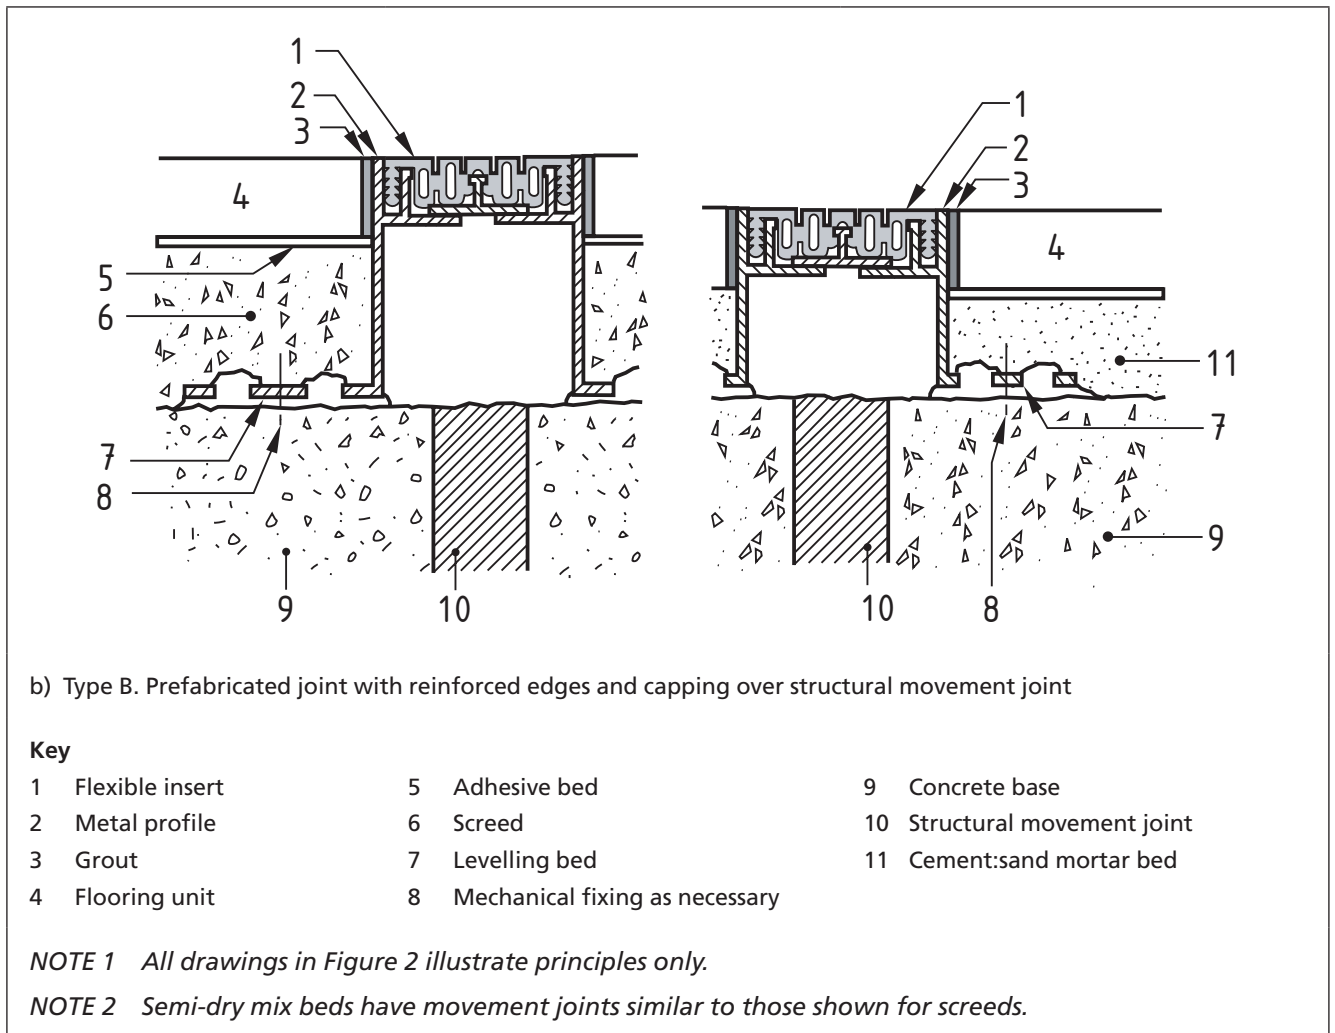 1
2
3
4
5
6
7
8
9
10
1
2
3
4
11
7
9
10
8
b) Type B. Prefabricated joint with reinforced edges and capping over structural movement joint
Key
1 Flexible insert
2 Metal profile
3 Grout
4 Flooring unit
5 Adhesive bed
6 Screed
7 Levelling bed
8 Mechanical fixing as necessary
9 Concrete base
10 Structural movement joint
11 Cement:sand mortar bed
NOTE 1 All drawings in Figure 2 illustrate principles only.
NOTE 2 Semi-dry mix beds have movement joints similar to those shown for screeds.